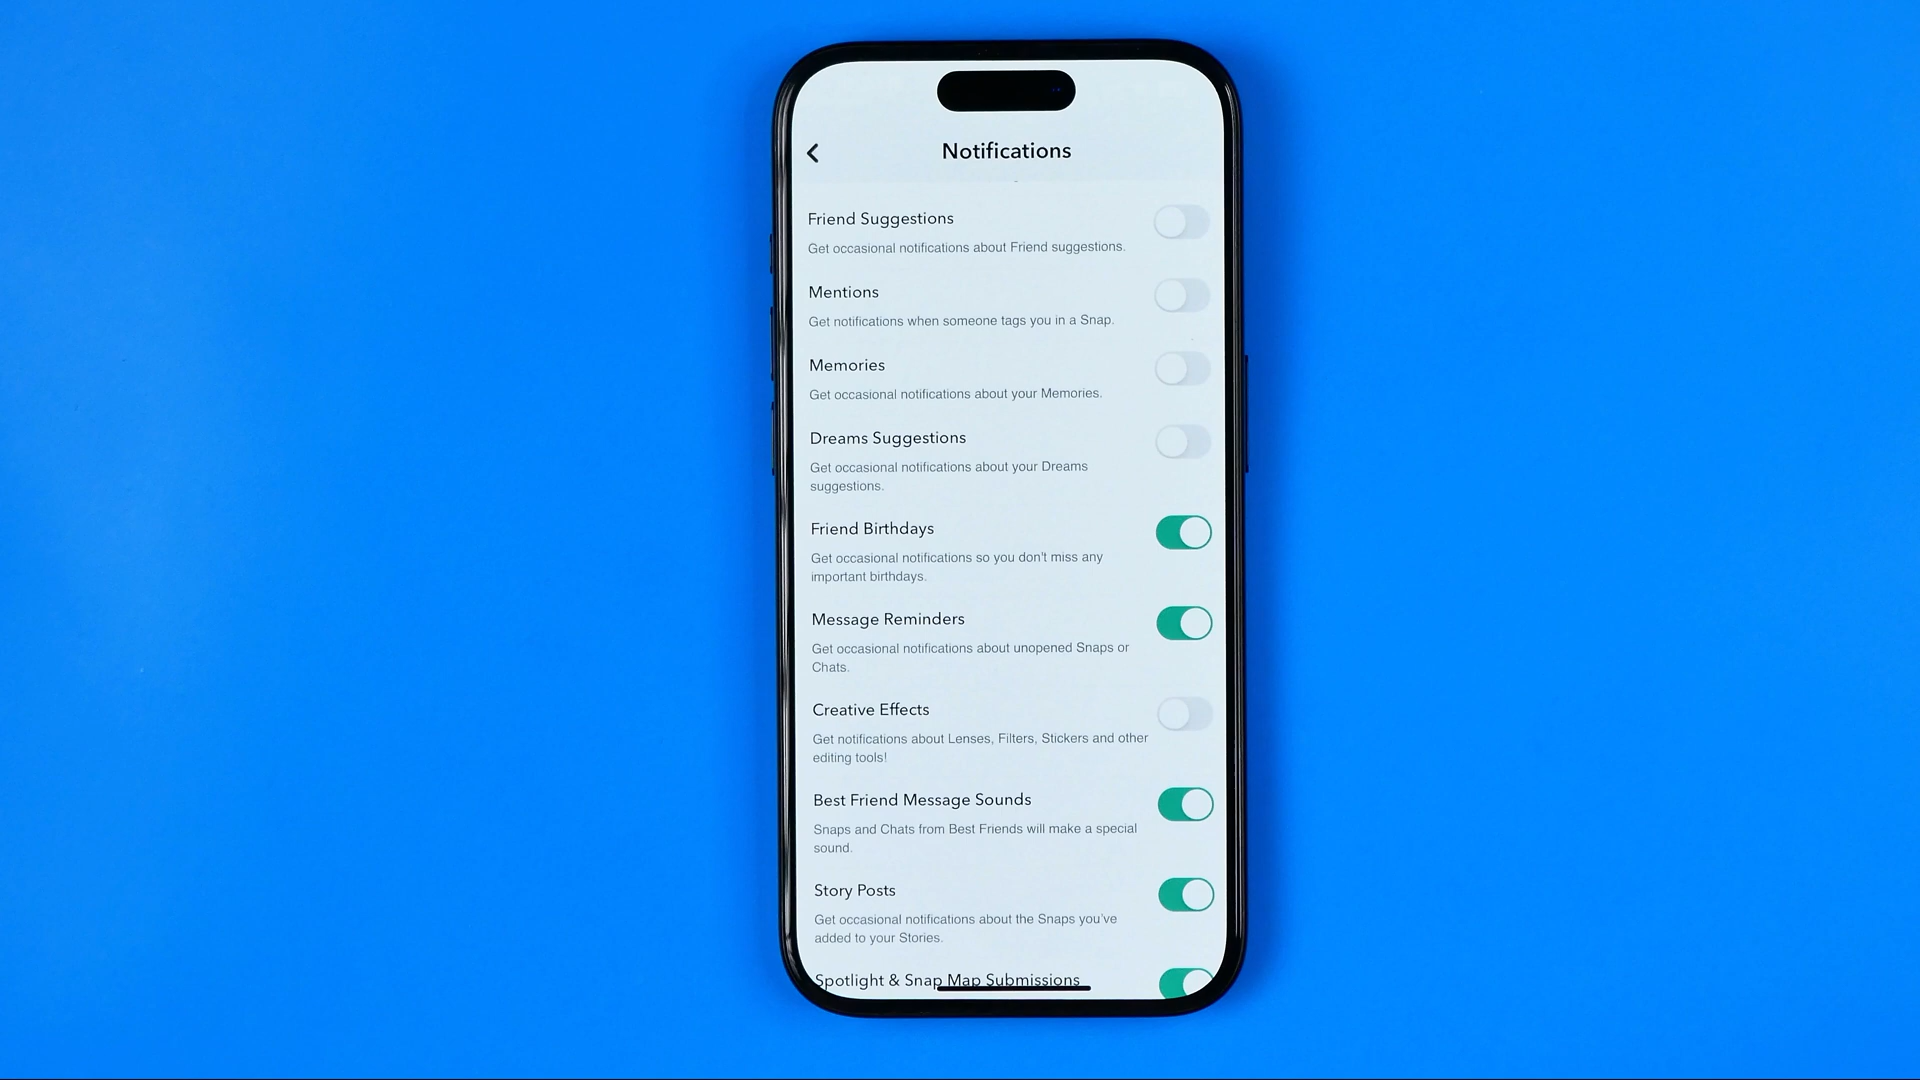 Notifications
Friend Suggestions
Get occasional notifications about Friend suggestions.
Mentions
Get notifications when someone tags you in a Snap.
Memories
Get occasional notifications about your Memories.
Dreams Suggestions
Get occasional notifications about your Dreams
suggestions.
Friend Birthdays
Get occasional notifications so you don't miss any
important birthdays.
Message Reminders
Get occasional notifications about unopened Snaps or
Chats.
Creative Effects
Get notifications about Lenses, Filters, Stickers and other
editing tools!
Best Friend Message Sounds
Snaps and Chats from Best Friends will make a special
sound.
Story Posts
Get occasional notifications about the Snaps you've
added to your Stories.
Spotlight & Snap Map Submissions